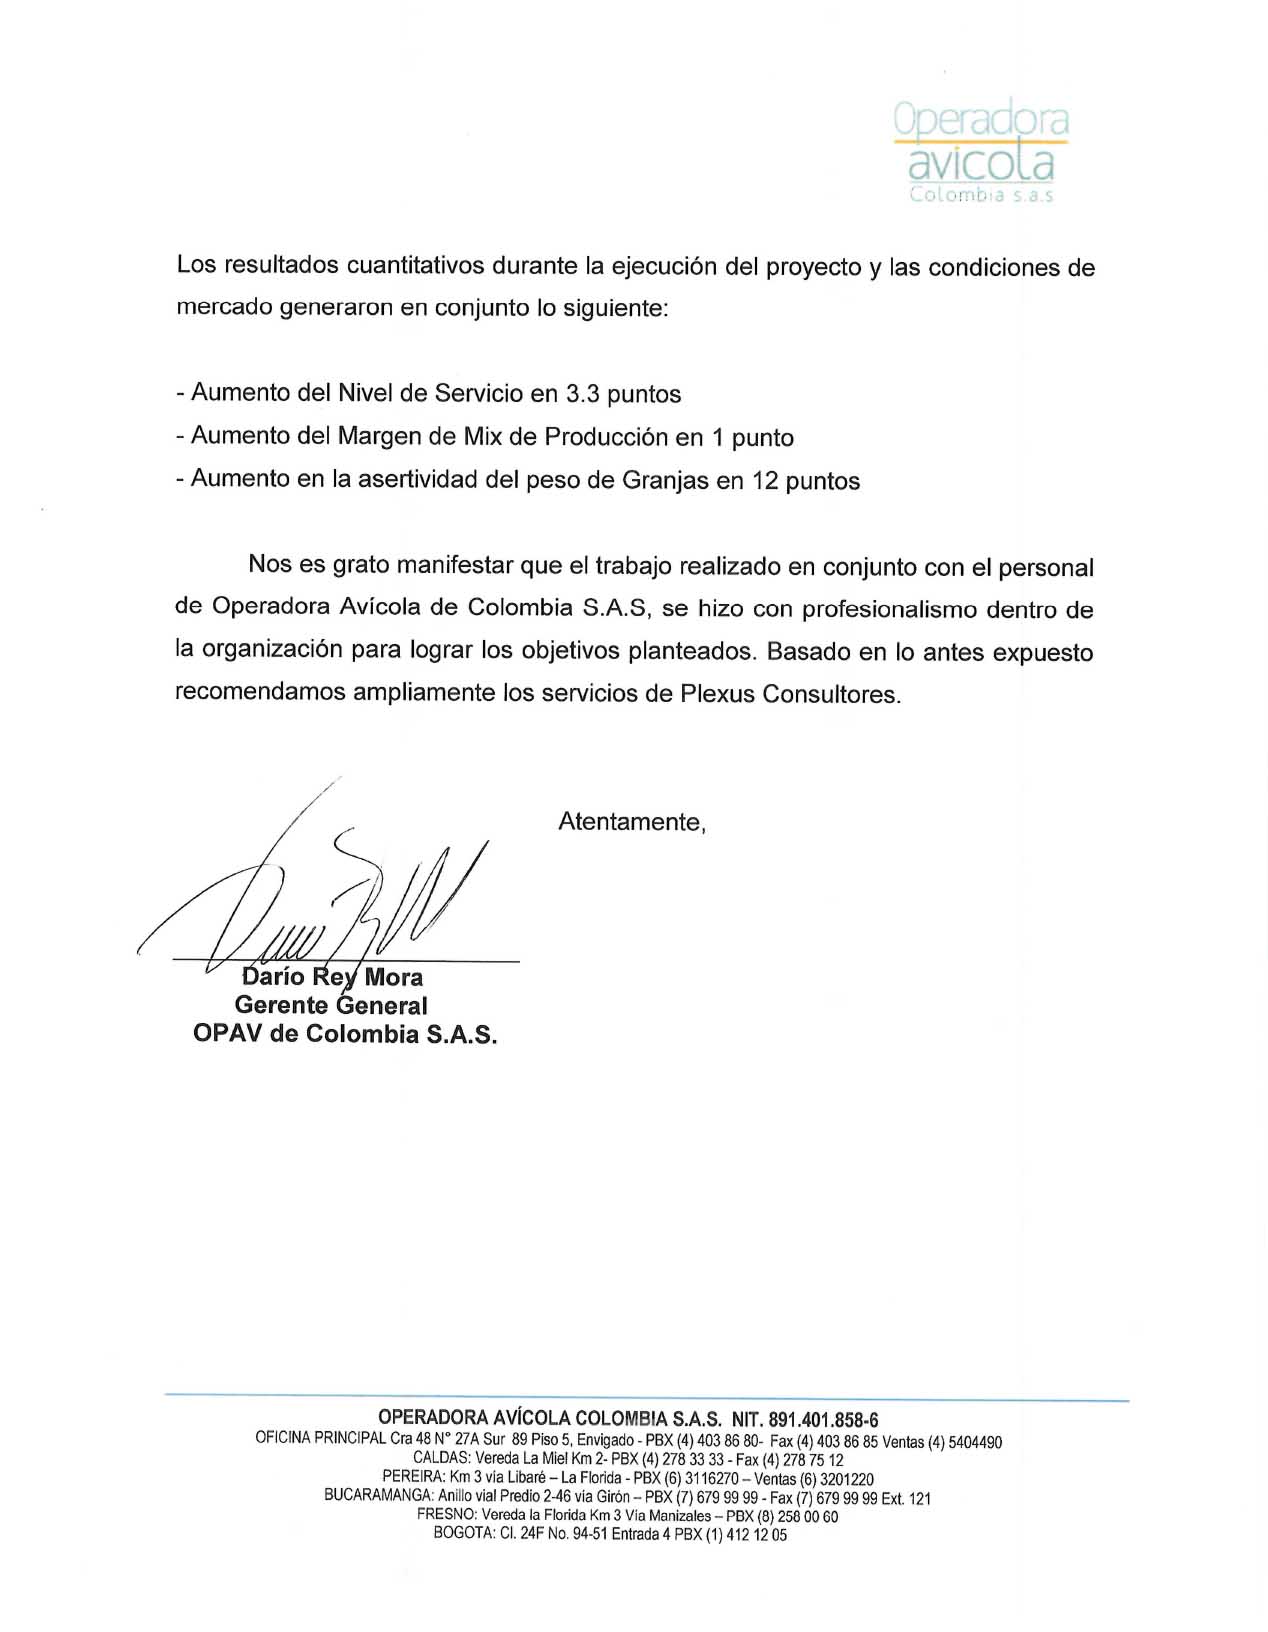 Operadora
avícola
Colombia s.a.s
Los resultados cuantitativos durante la ejecución del proyecto y las condiciones de
mercado generaron en conjunto lo siguiente:
- Aumento del Nivel de Servicio en 3.3 puntos
- Aumento del Margen de Mix de Producción en 1 punto
- Aumento en la asertividad del peso de Granjas en 12 puntos
Nos es grato manifestar que el trabajo realizado en conjunto con el personal
de Operadora Avícola de Colombia S.A.S, se hizo con profesionalismo dentro de
la organización para lograr los objetivos planteados. Basado en lo antes expuesto
recomendamos ampliamente los servicios de Plexus Consultores.
Atentamente,
Darío Rey Mora
Gerente General
OPAV de Colombia S.A.S.
OPERADORA AVÍCOLA COLOMBIA S.A.S. NIT. 891.401.858-6
OFICINA PRINCIPAL Cra 48 N° 27A Sur 89 Piso 5, Envigado - PBX (4) 403 86 80- Fax (4) 403 86 85 Ventas (4) 5404490
CALDAS: Vereda La Miel Km 2- PBX (4) 278 33 33 - Fax (4) 278 75 12
PEREIRA: Km 3 vía Libaré – La Florida - PBX (6) 3116270 – Ventas (6) 3201220
BUCARAMANGA: Anillo vial Predio 2-46 vía Girón – PBX (7) 679 99 99 - Fax (7) 679 99 99 Ext. 121
FRESNO: Vereda la Florida Km 3 Vía Manizales – PBX (8) 258 00 60
BOGOTA: Cl. 24F No. 94-51 Entrada 4 PBX (1) 412 12 05